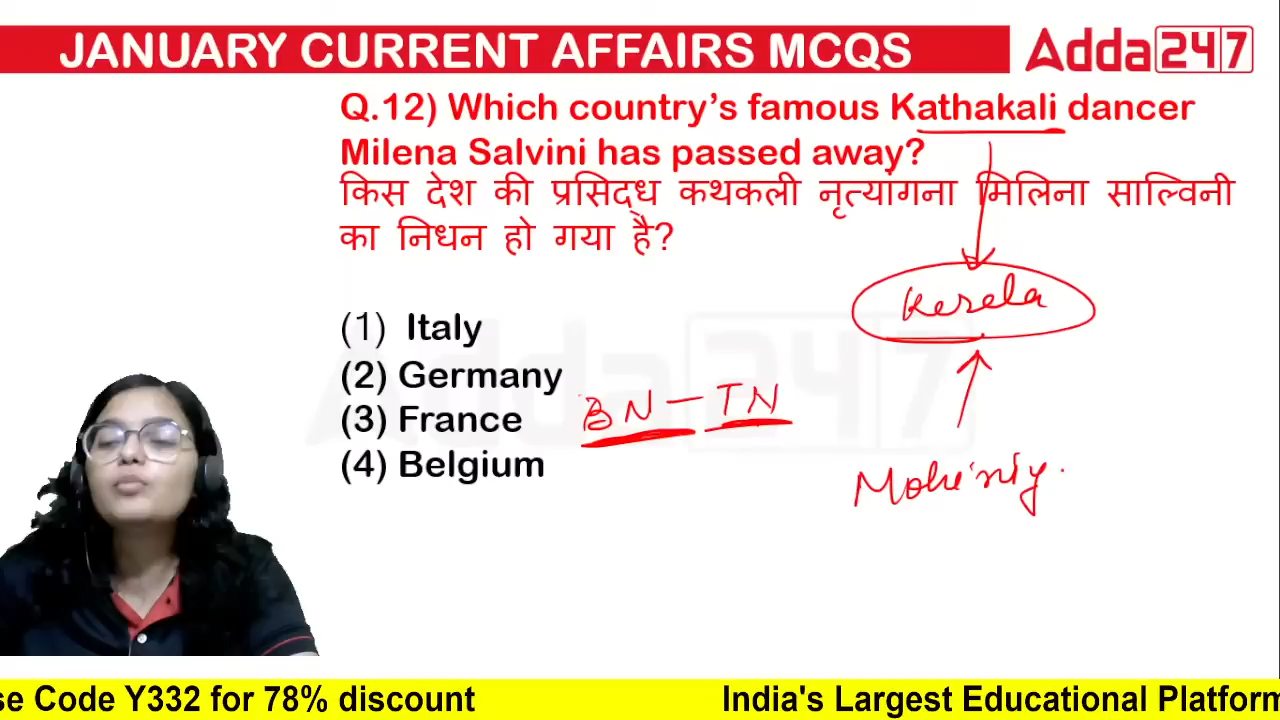 JANUARY CURRENT AFFAIRS MCQS
Adda247
Q.12) Which country's famous Kathakali dancer
Milena Salvini has passed away?
किस देश की प्रसिद्ध कथकली नृत्यांगना मिलिना साल्विनी
का निधन हो गया है?
Kerela
(1) Italy
(2) Germany
BN - TN
(3) France
(4) Belgium
Mohiniy.
Adda247
se Code Y332 for 78% discount
India's Largest Educational Platform